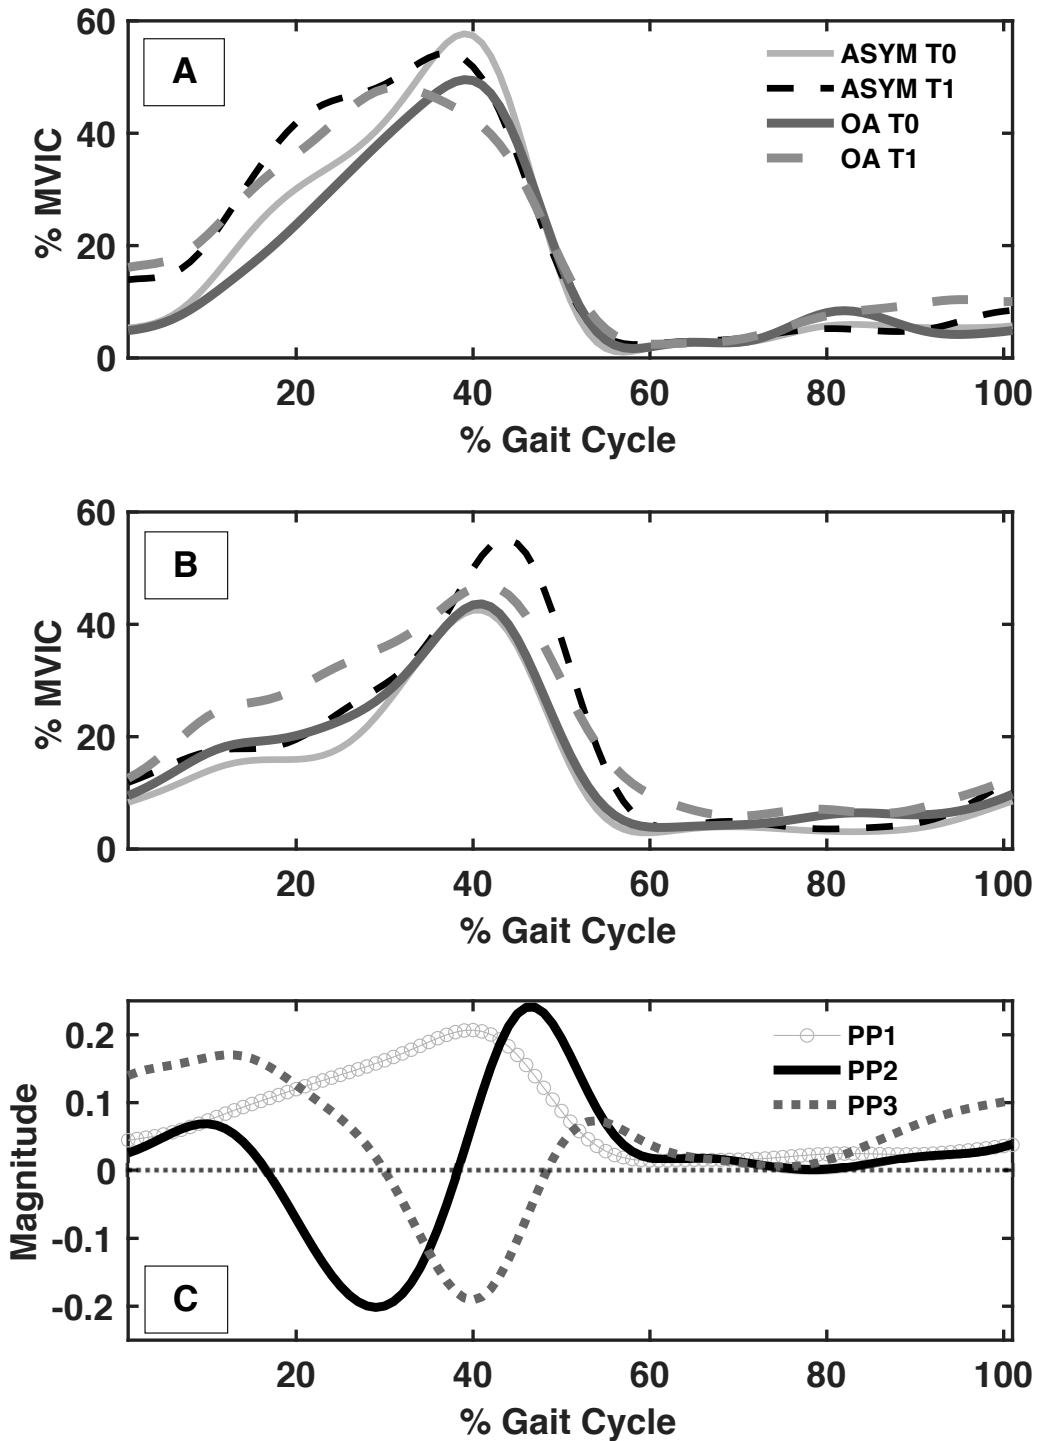 60
A
ASYM T0
ASYM T1
OA T0
OA T1
40
20
0
% MVIC
20 40 60 80 100
% Gait Cycle
60
B
40
20
0
% MVIC
20 40 60 80 100
% Gait Cycle
0.2
PP1
PP2
PP3
0.1
0
-0.1
-0.2
Magnitude
C
20 40 60 80 100
% Gait Cycle